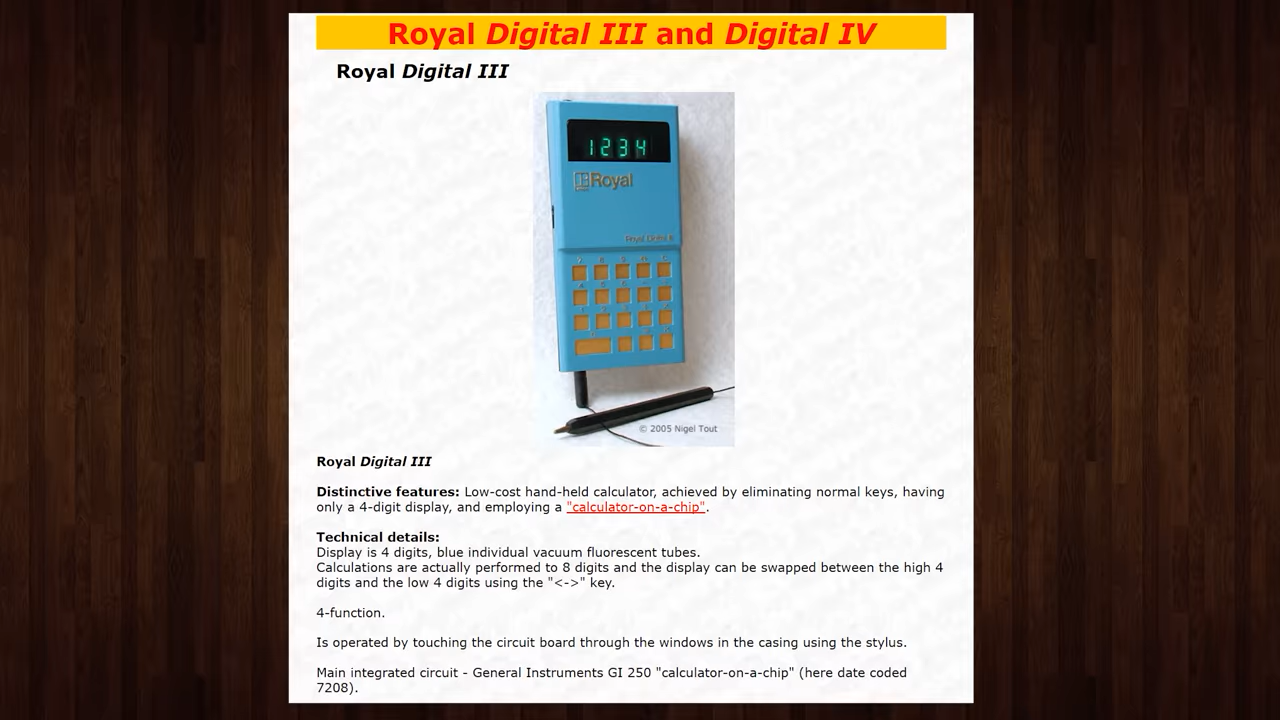 Royal Digital III and Digital IV
Royal Digital III
1234
Royal
Royal Digital III
© 2005 Nigel Tout
Royal Digital III
Distinctive features: Low-cost hand-held calculator, achieved by eliminating normal keys, having
only a 4-digit display, and employing a "calculator-on-a-chip".
Technical details:
Display is 4 digits, blue individual vacuum fluorescent tubes.
Calculations are actually performed to 8 digits and the display can be swapped between the high 4
digits and the low 4 digits using the "<->" key.
4-function.
Is operated by touching the circuit board through the windows in the casing using the stylus.
Main integrated circuit - General Instruments GI 250 "calculator-on-a-chip" (here date coded
7208).